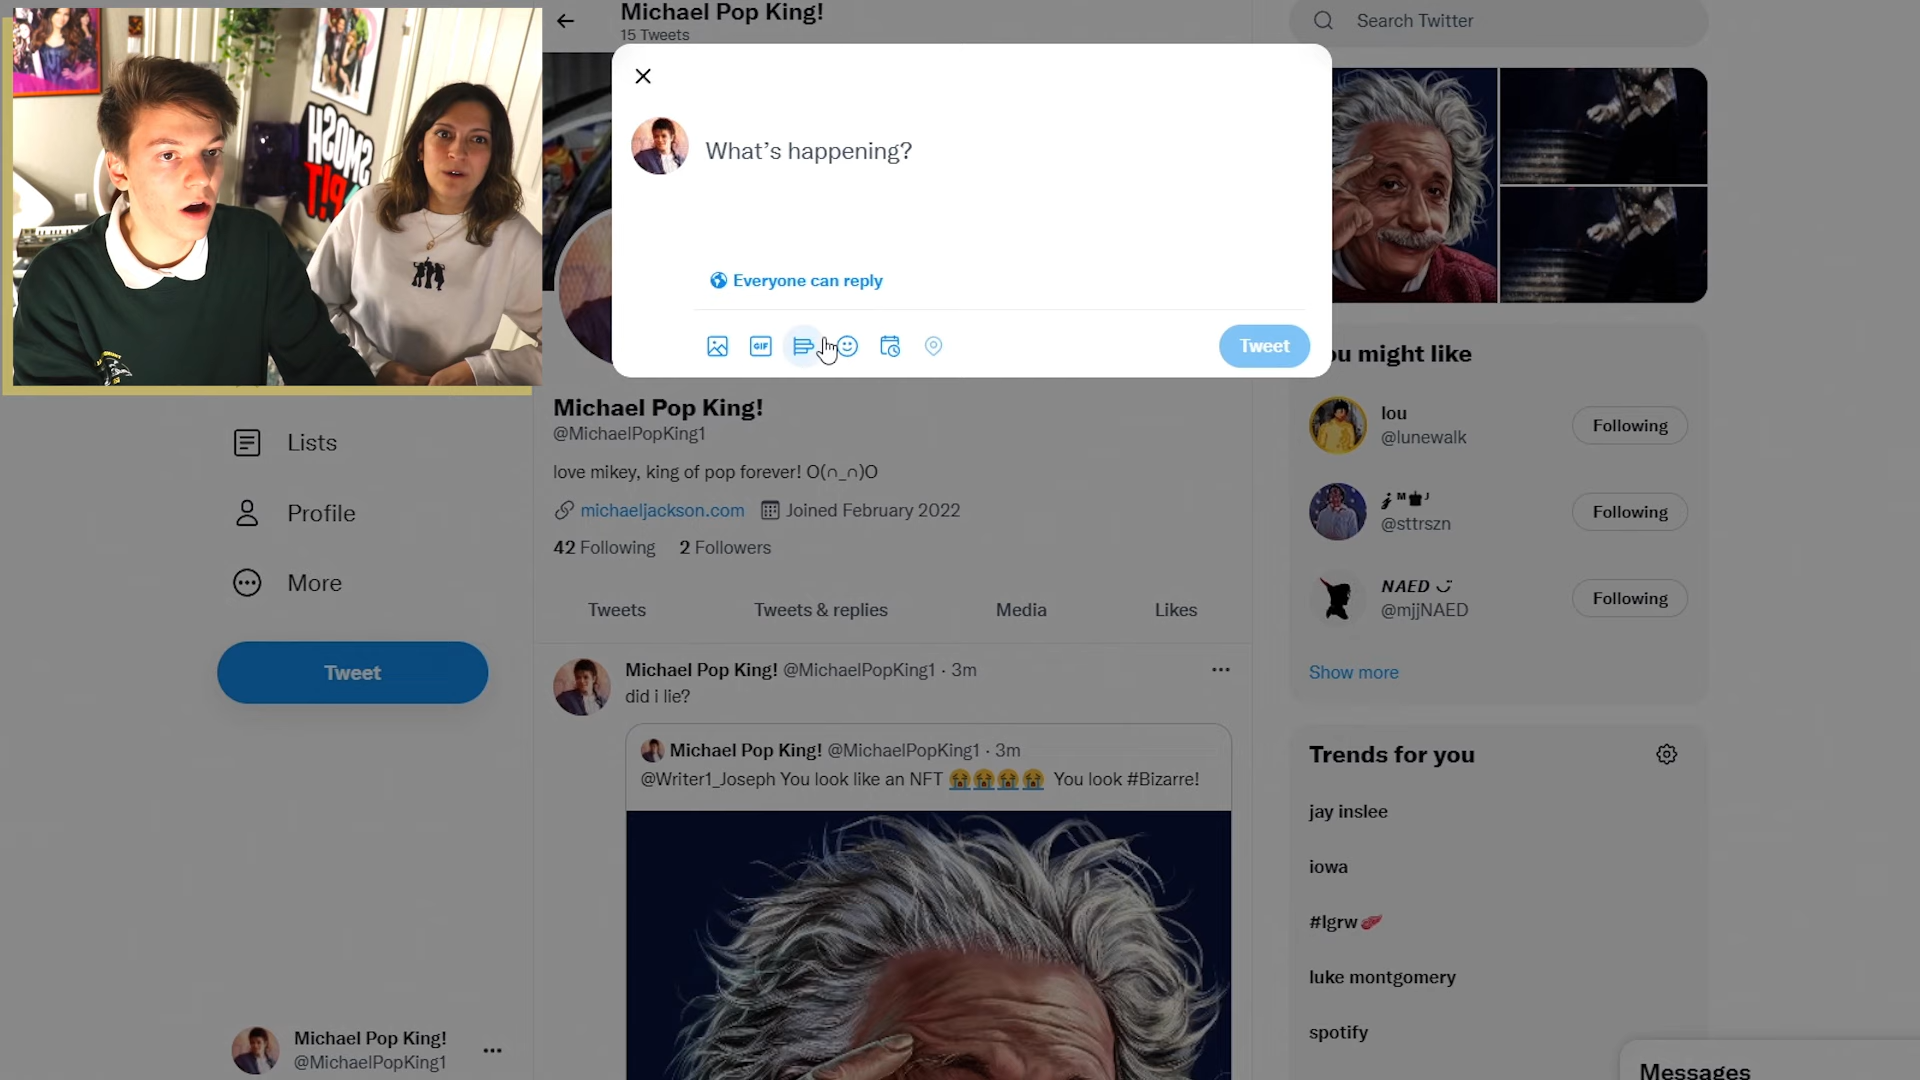 Michael Pop King!
15 Tweets
Search Twitter
SMOSH
PIT
What's happening?
Everyone can reply
GIF
Tweet
Michael Pop King!
@MichaelPopKing1
love mikey, king of pop forever! O(∩_∩)O
michaeljackson.com Joined February 2022
42 Following 2 Followers
Tweets Tweets & replies Media Likes
Lists
Profile
More
Tweet
Michael Pop King! @MichaelPopKing1 · 3m
did i lie?
Michael Pop King! @MichaelPopKing1 · 3m
@Writer1_Joseph You look like an NFT 😭😭😭😭 You look #Bizarre!
Michael Pop King!
@MichaelPopKing1
ou might like
lou
@lunewalk
Following
@sttrszn
Following
NAED
@mjjNAED
Following
Show more
Trends for you
jay inslee
iowa
#lgrw
luke montgomery
spotify
Messages